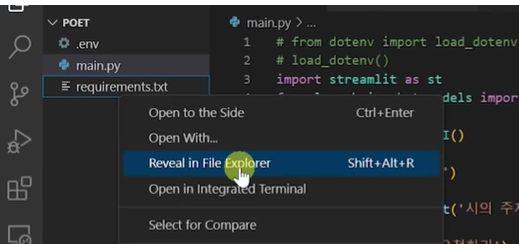 POET
.env
main.py
requirements.txt
main.py > ...
1 # from dotenv import load_dotenv
2 # load_dotenv()
3 import streamlit as st
dels import
I()
')
t('시의 주
Open to the Side Ctrl+Enter
Open With...
Reveal in File Explorer Shift+Alt+R
Open in Integrated Terminal
Select for Compare